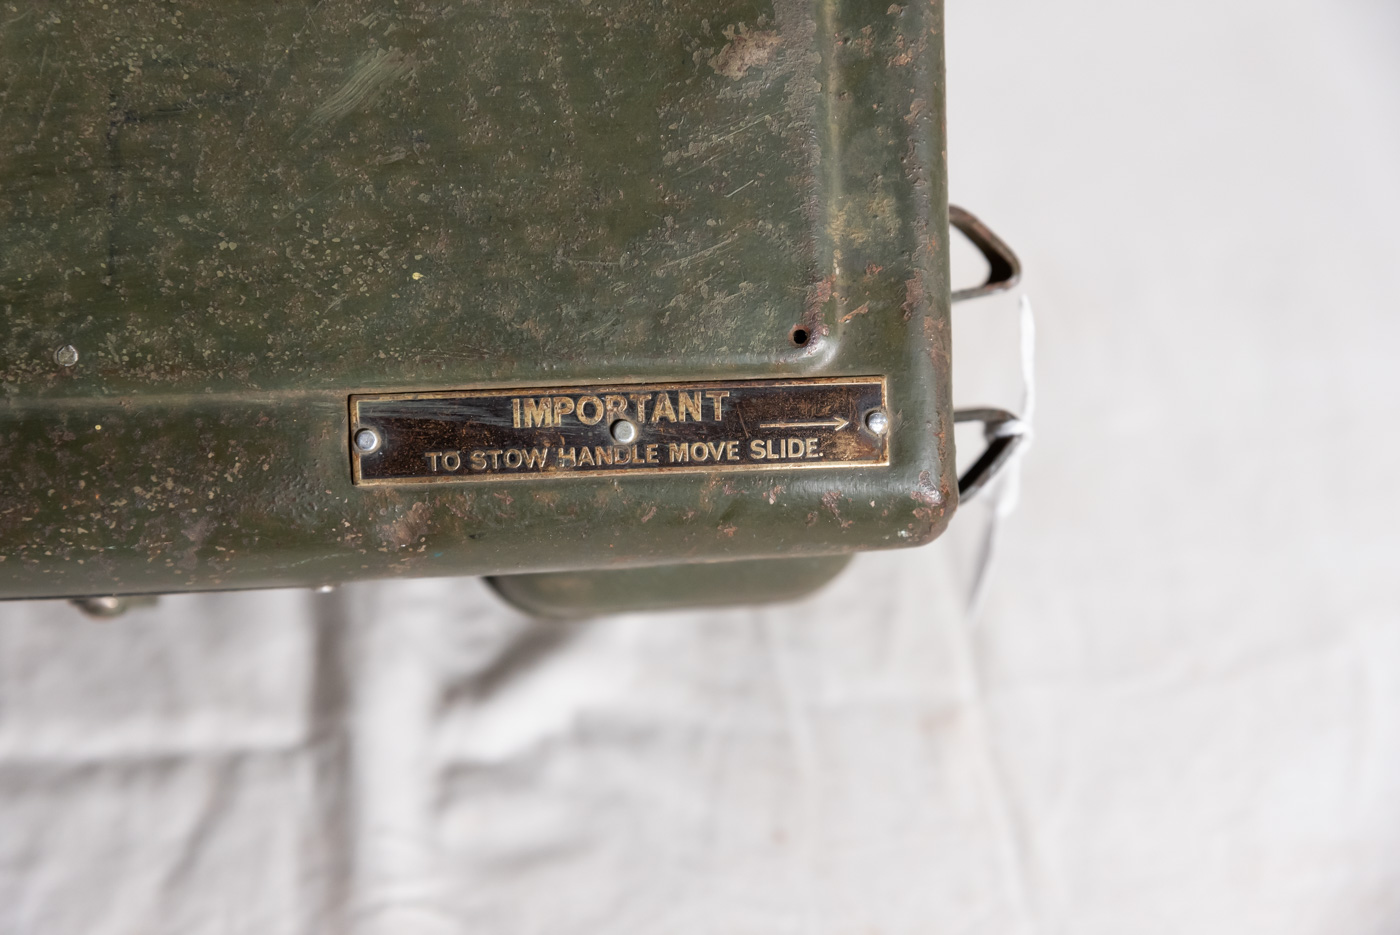 IMPORTANT
TO STOW HANDLE MOVE SLIDE.